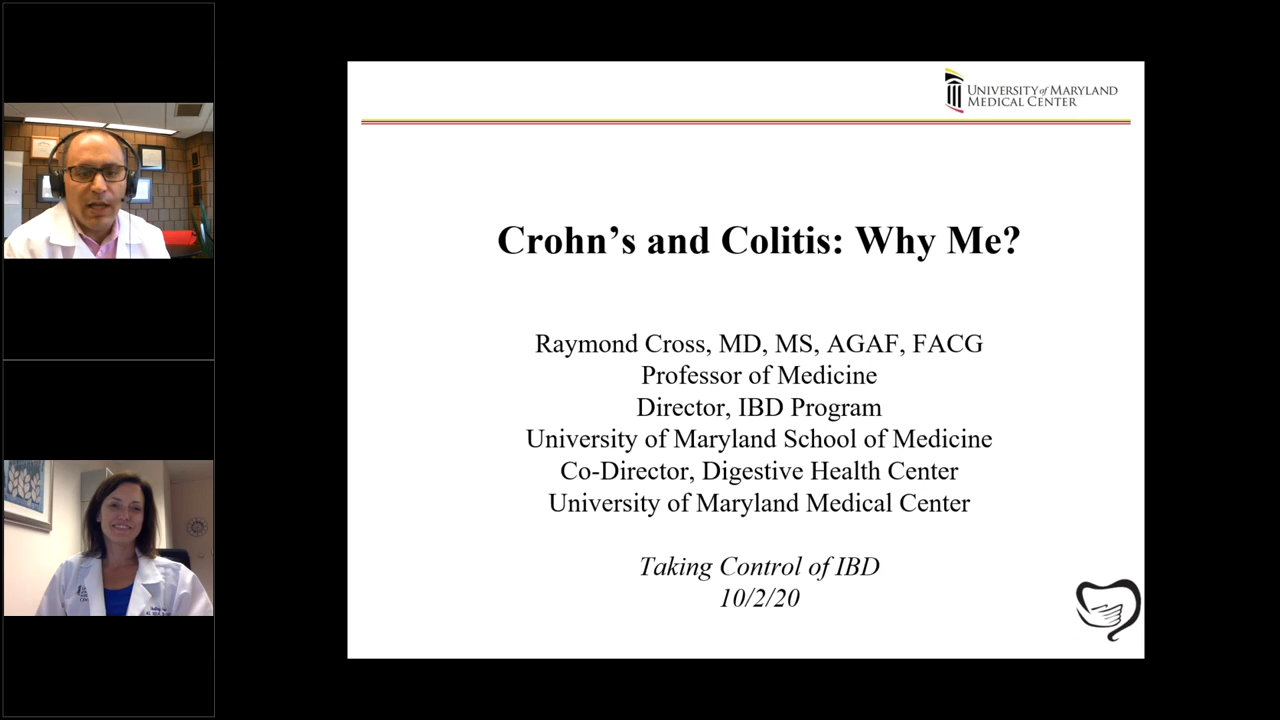 UNIVERSITY of MARYLAND
MEDICAL CENTER
Crohn's and Colitis: Why Me?
Raymond Cross, MD, MS, AGAF, FACG
Professor of Medicine
Director, IBD Program
University of Maryland School of Medicine
Co-Director, Digestive Health Center
University of Maryland Medical Center
Taking Control of IBD
10/2/20